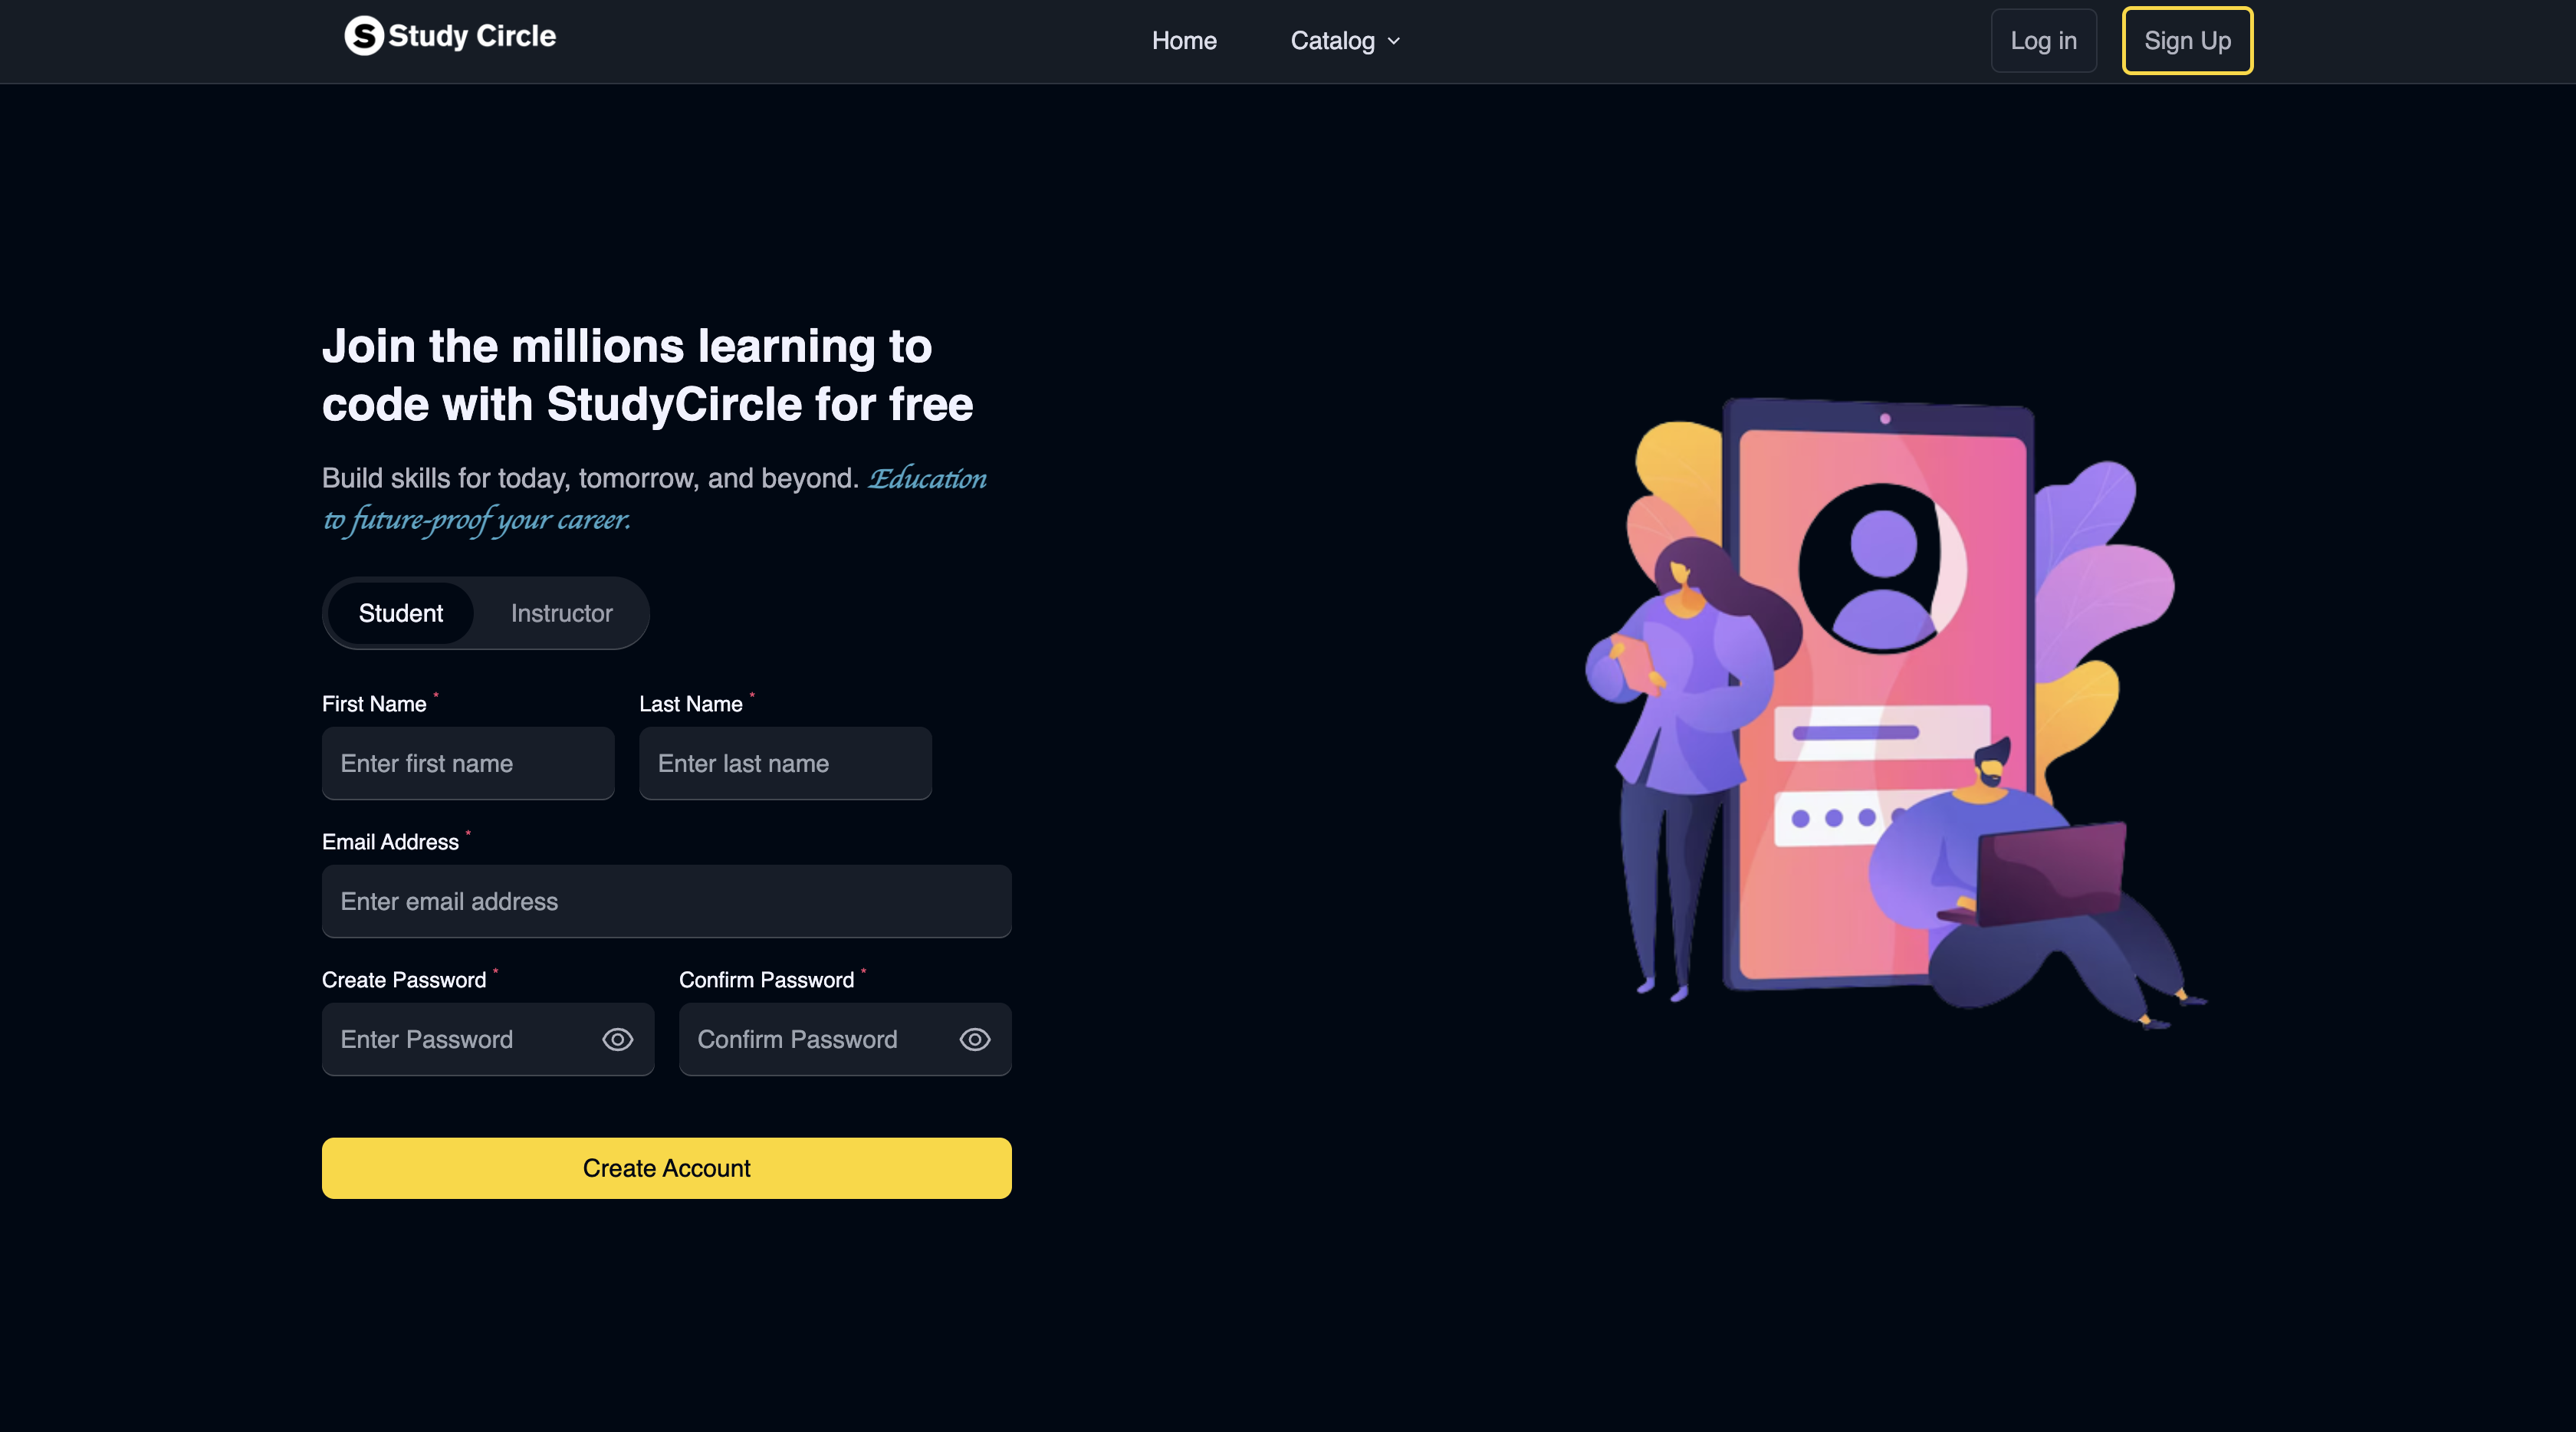 Study Circle
Home
Catalog
Log in
Sign Up
Join the millions learning to
code with StudyCircle for free
Build skills for today, tomorrow, and beyond. Education
to future-proof your career.
Student
Instructor
First Name *
Last Name *
Enter first name
Enter last name
Email Address *
Enter email address
Create Password *
Confirm Password *
Enter Password
Confirm Password
Create Account